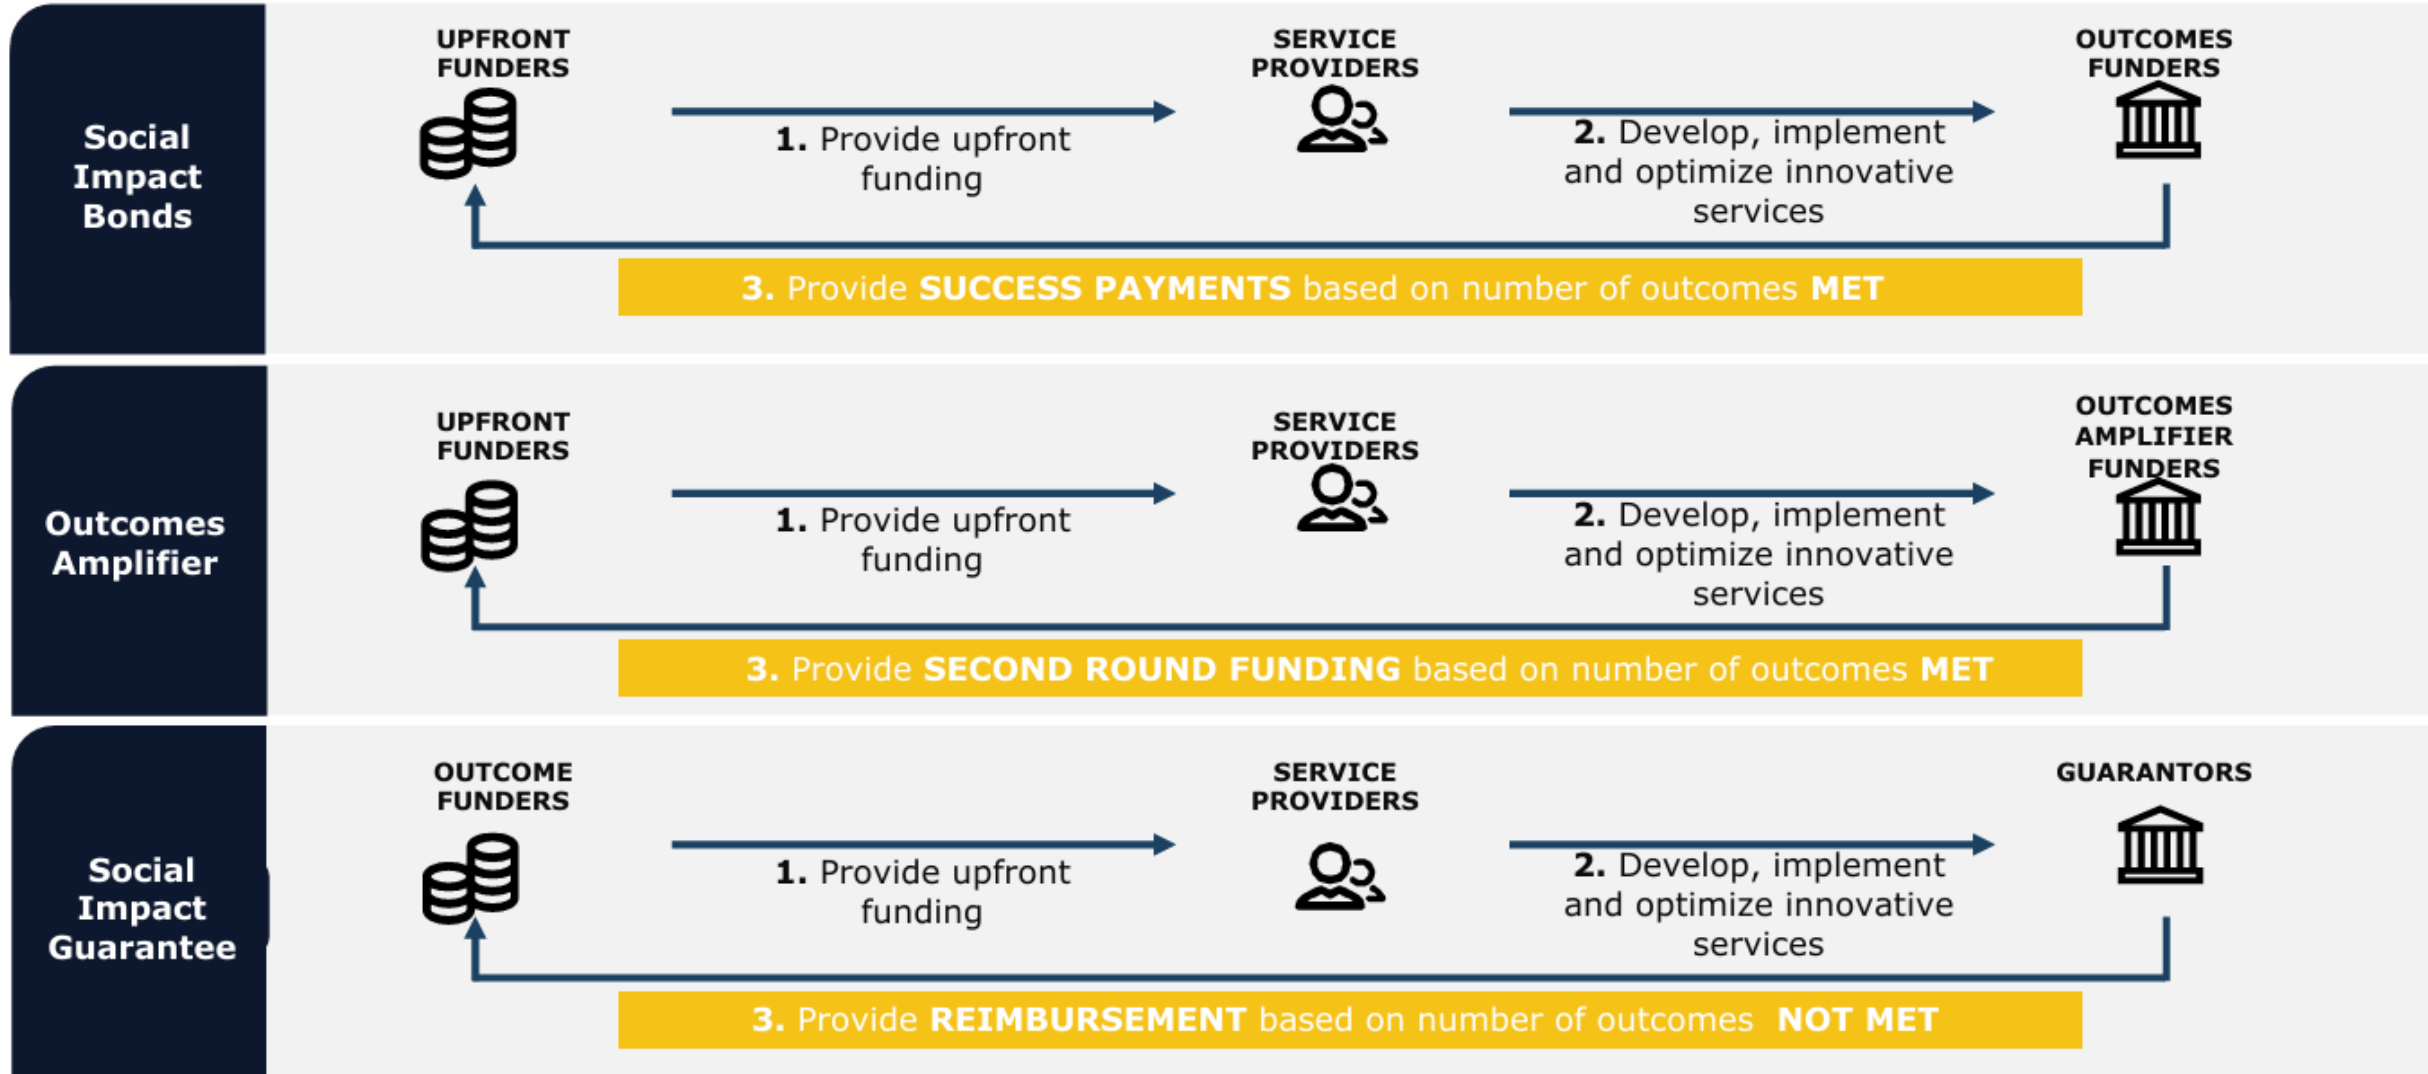 Social
Impact
Bonds
UPFRONT
FUNDERS
SERVICE
PROVIDERS
OUTCOMES
FUNDERS
1. Provide upfront
funding
2. Develop, implement
and optimize innovative
services
3. Provide SUCCESS PAYMENTS based on number of outcomes MET
Outcomes
Amplifier
UPFRONT
FUNDERS
SERVICE
PROVIDERS
OUTCOMES
AMPLIFIER
FUNDERS
1. Provide upfront
funding
2. Develop, implement
and optimize innovative
services
3. Provide SECOND ROUND FUNDING based on number of outcomes MET
Social
Impact
Guarantee
OUTCOME
FUNDERS
SERVICE
PROVIDERS
GUARANTORS
1. Provide upfront
funding
2. Develop, implement
and optimize innovative
services
3. Provide REIMBURSEMENT based on number of outcomes NOT MET